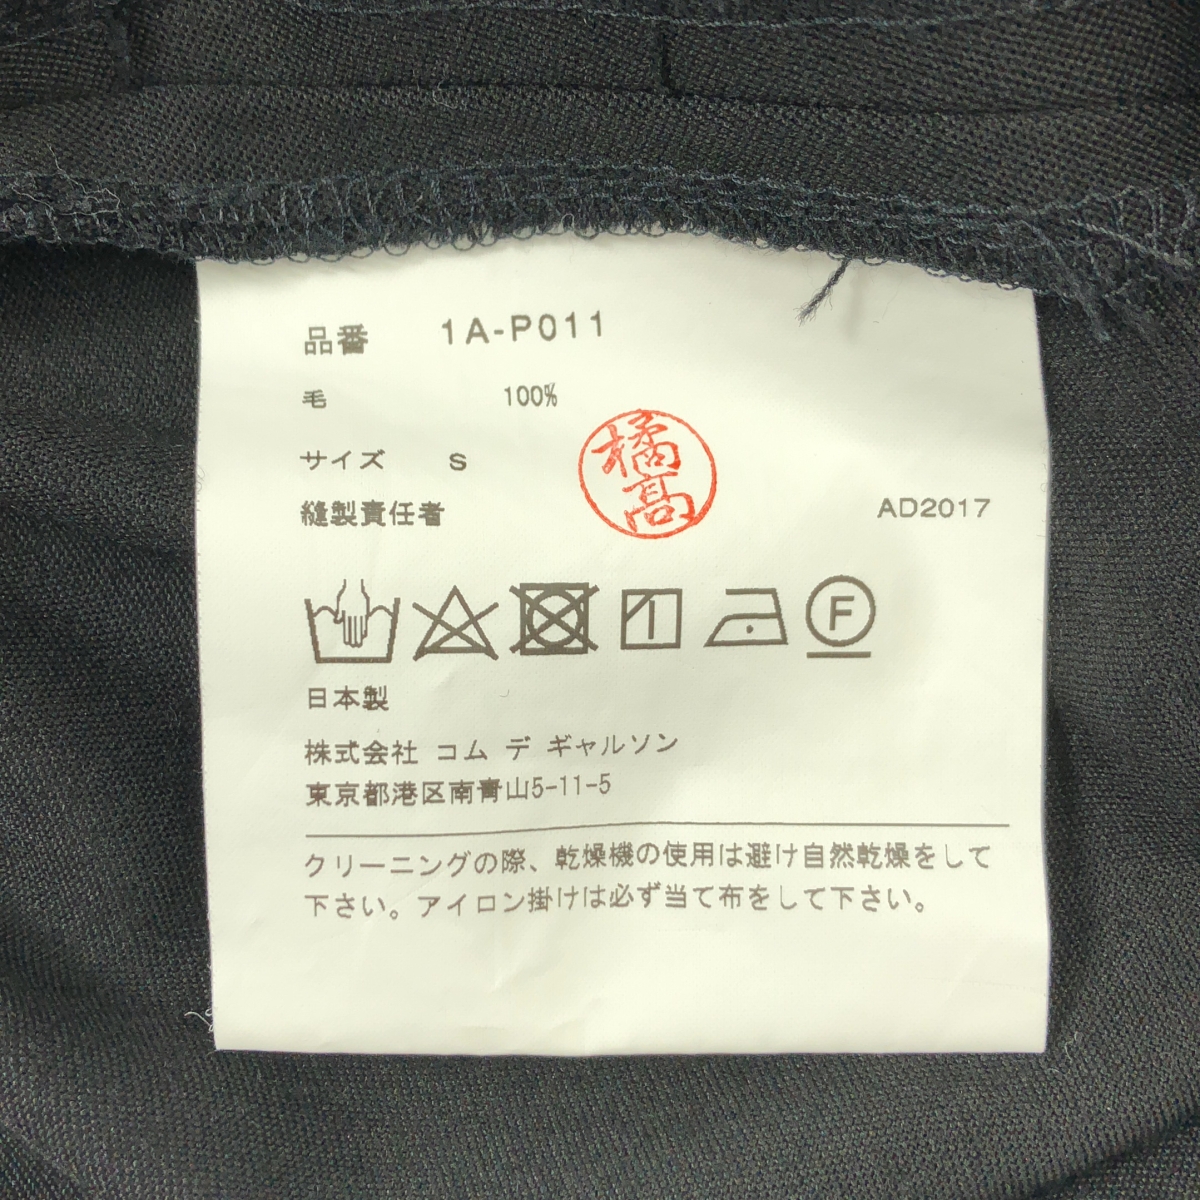 品番 1A-P011
毛 100%
サイズ S
橘高
縫製責任者 AD2017
F
日本製
株式会社 コム デ ギャルソン
東京都港区南青山5-11-5
クリーニングの際、乾燥機の使用は避け自然乾燥をして
下さい。アイロン掛けは必ず当て布をして下さい。